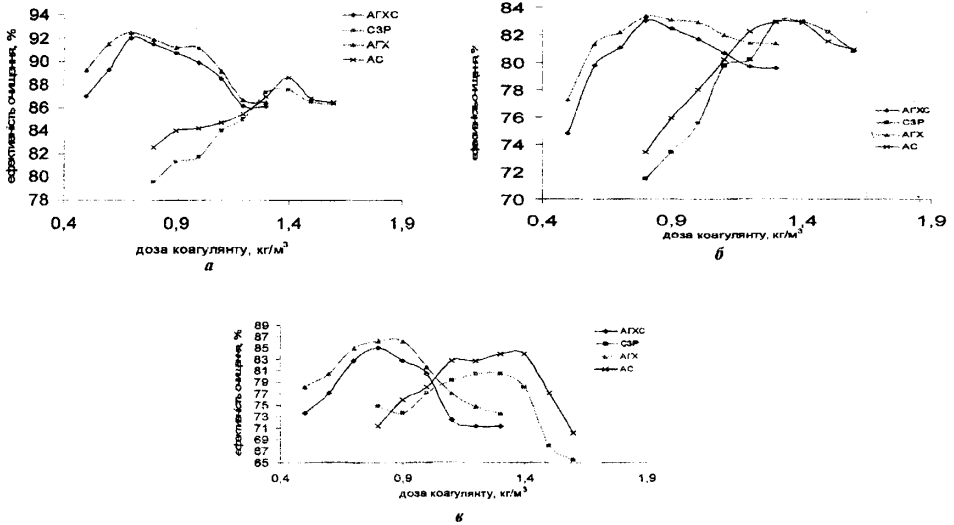 ефективність очищення, %
94
92
90
88
86
84
82
80
78
0,4 0,9 1,4 1,9
доза коагулянту, кг/м³
АГХС
СЗР
АГХ
АС
а
ефективність очищення, %
84
82
80
78
76
74
72
70
0,4 0,9 1,4 1,9
доза коагулянту, кг/м³
АГХС
СЗР
АГХ
АС
б
ефективність очищення, %
89
87
85
83
81
79
77
75
73
71
69
67
65
0,4 0,9 1,4 1,9
доза коагулянту, кг/м³
АГХС
СЗР
АГХ
АС
в